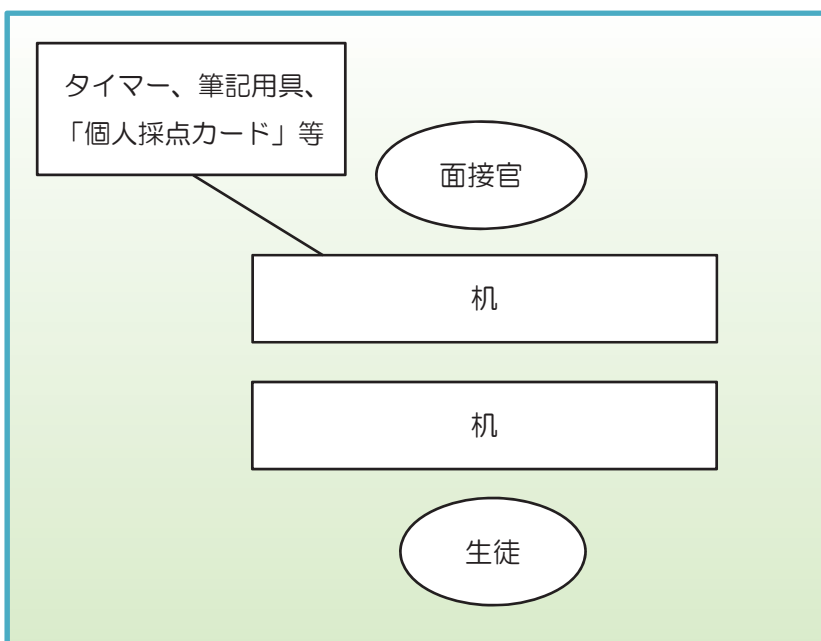 タイマー、筆記用具、
「個人採点カード」等
面接官
机
机
生徒